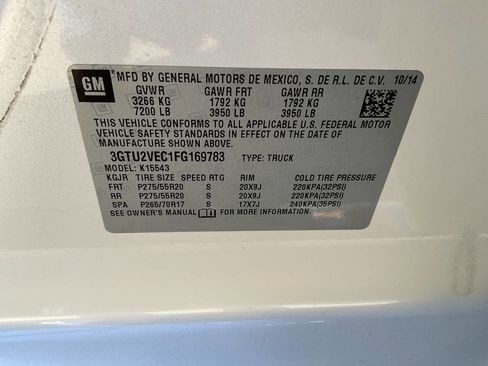 GM MFD BY GENERAL MOTORS DE MEXICO, S. DE R.L. DE C.V. 10/14
GVWR GAWR FRT GAWR RR
3266 KG 1792 KG 1792 KG
7200 LB 3950 LB 3950 LB
THIS VEHICLE CONFORMS TO ALL APPLICABLE U.S. FEDERAL MOTOR
VEHICLE SAFETY STANDARDS IN EFFECT ON THE DATE OF
MANUFACTURE SHOWN ABOVE.
3GTU2VEC1FG169783 TYPE: TRUCK
MODEL: K15543
KGJR TIRE SIZE SPEED RTG RIM COLD TIRE PRESSURE
FRT P275/55R20 S 20X9J 220KPA(32PSI)
RR P275/55R20 S 20X9J 220KPA(32PSI)
SPA P265/70R17 S 17X7J 240KPA(35PSI)
SEE OWNER'S MANUAL FOR MORE INFORMATION.